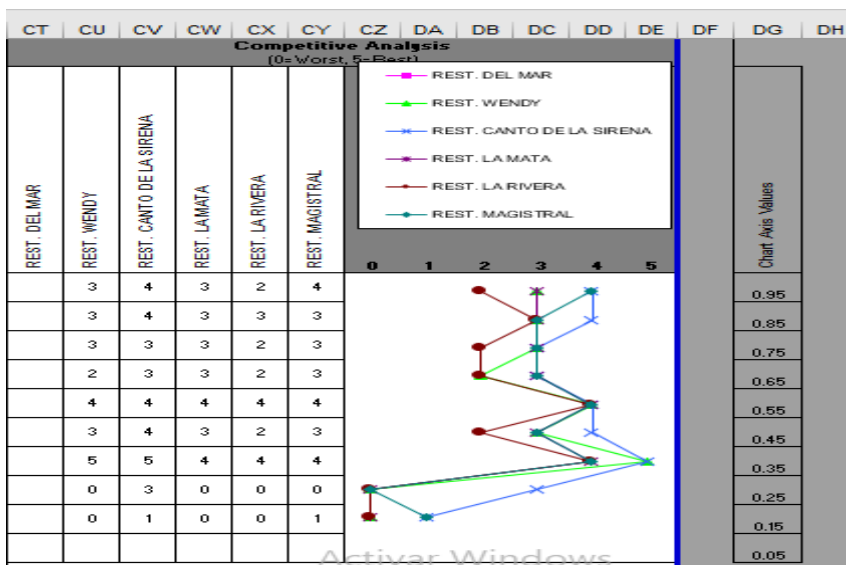 CT CU CV CW CX CY CZ DA DB DC DD DE DF DG DH
Competitive Analysis
(0=Worst, 5=Best)
REST. DEL MAR
REST. WENDY
REST. CANTO DE LA SIRENA
REST. LA MATA
REST. LA RIVERA
REST. MAGISTRAL
REST. DEL MAR
REST. WENDY
REST. CANTO DE LA SIRENA
REST. LA MATA
REST. LA RIVERA
REST. MAGISTRAL
Chart Axis Values
0 1 2 3 4 5
3 4 3 2 4 0.95
3 4 3 3 3 0.85
3 3 3 2 3 0.75
2 3 3 2 3 0.65
4 4 4 4 4 0.55
3 4 3 2 3 0.45
5 5 4 4 4 0.35
0 3 0 0 0 0.25
0 1 0 0 1 0.15
0.05
Activar Windows